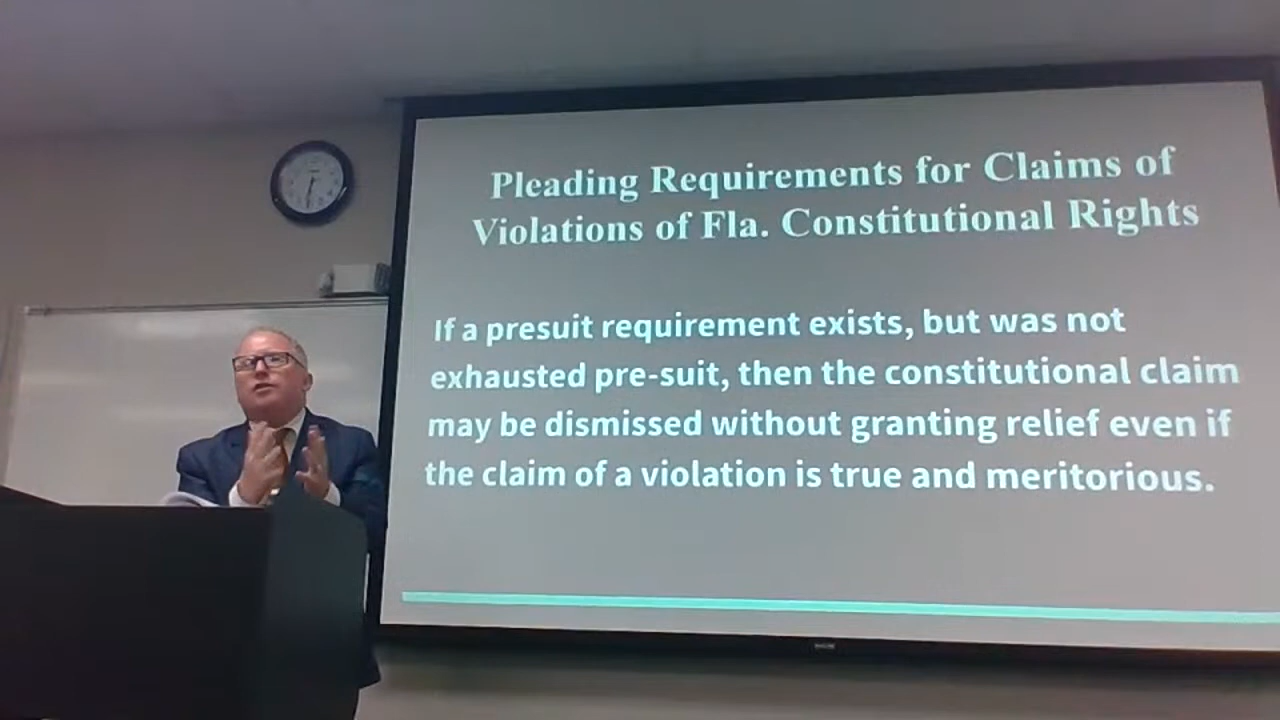 Pleading Requirements for Claims of
Violations of Fla. Constitutional Rights
If a presuit requirement exists, but was not
exhausted pre-suit, then the constitutional claim
may be dismissed without granting relief even if
the claim of a violation is true and meritorious.